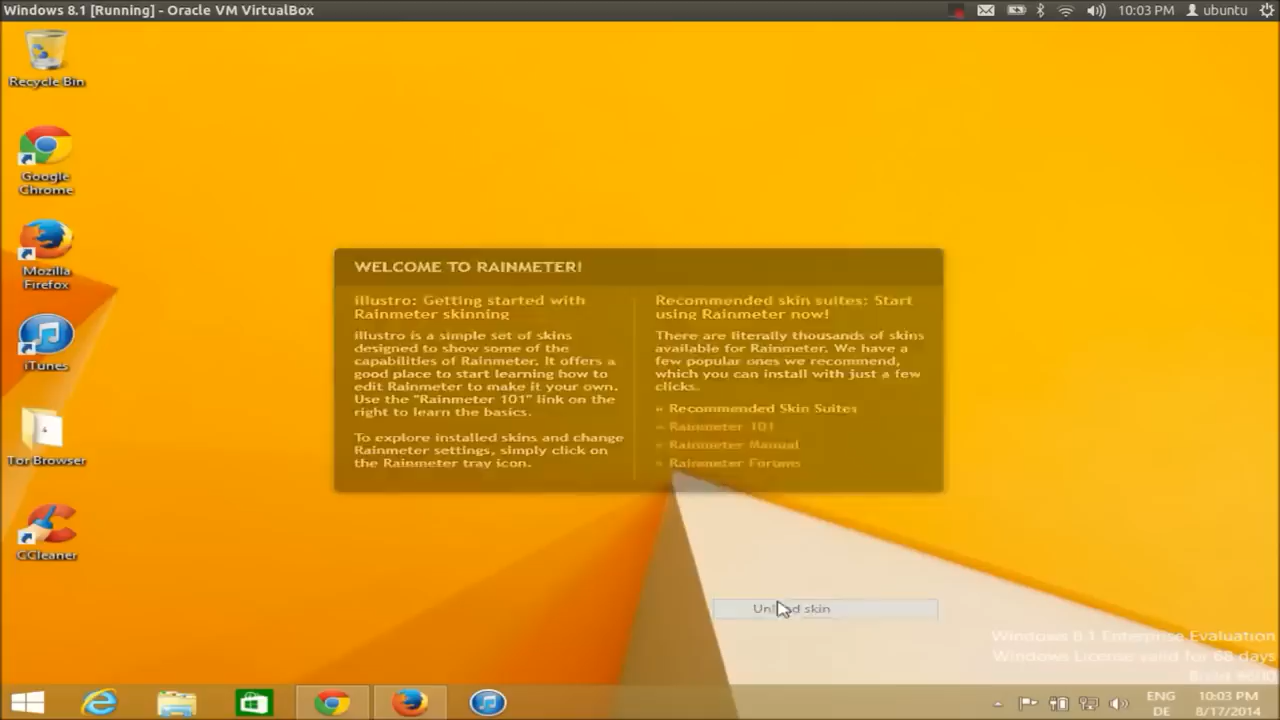 Windows 8.1 [Running] - Oracle VM VirtualBox
10:03 PM
ubuntu
Recycle Bin
Google
Chrome
Mozilla
Firefox
iTunes
Tor Browser
CCleaner
WELCOME TO RAINMETER!
illustro: Getting started with
Rainmeter skinning
illustro is a simple set of skins
designed to show some of the
capabilities of Rainmeter. It offers a
good place to start learning how to
edit Rainmeter to make it your own.
Use the "Rainmeter 101" link on the
right to learn the basics.
To explore installed skins and change
Rainmeter settings, simply click on
the Rainmeter tray icon.
Recommended skin suites: Start
using Rainmeter now!
There are literally thousands of skins
available for Rainmeter. We have a
few popular ones we recommend,
which you can install with just a few
clicks.
» Recommended Skin Suites
» Rainmeter 101
» Rainmeter Manual
» Rainmeter Forums
Unload skin
Windows 8.1 Enterprise Evaluation
Windows License valid for 68 days
Build 9600
ENG
DE
10:03 PM
8/17/2014